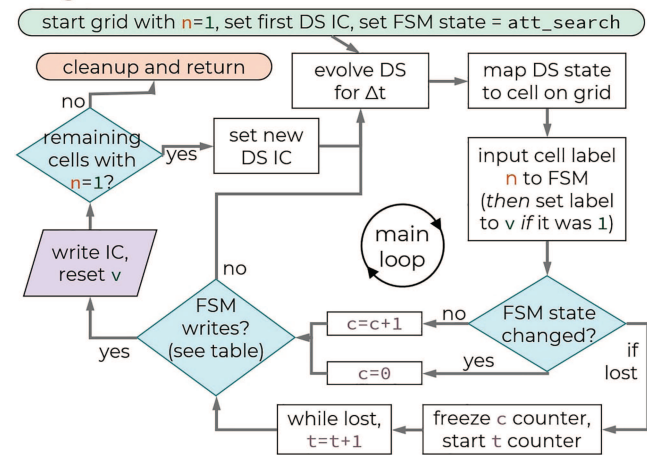 start grid with n=1, set first DS IC, set FSM state = att_search
cleanup and return
evolve DS
for Δt
map DS state
to cell on grid
no
remaining
cells with
n=1?
yes
set new
DS IC
input cell label
n to FSM
(then set label
to v if it was 1)
main
loop
write IC,
reset v
no
FSM
writes?
(see table)
yes
c=c+1
no
FSM state
changed?
c=0
yes
if
lost
while lost,
t=t+1
freeze c counter,
start t counter